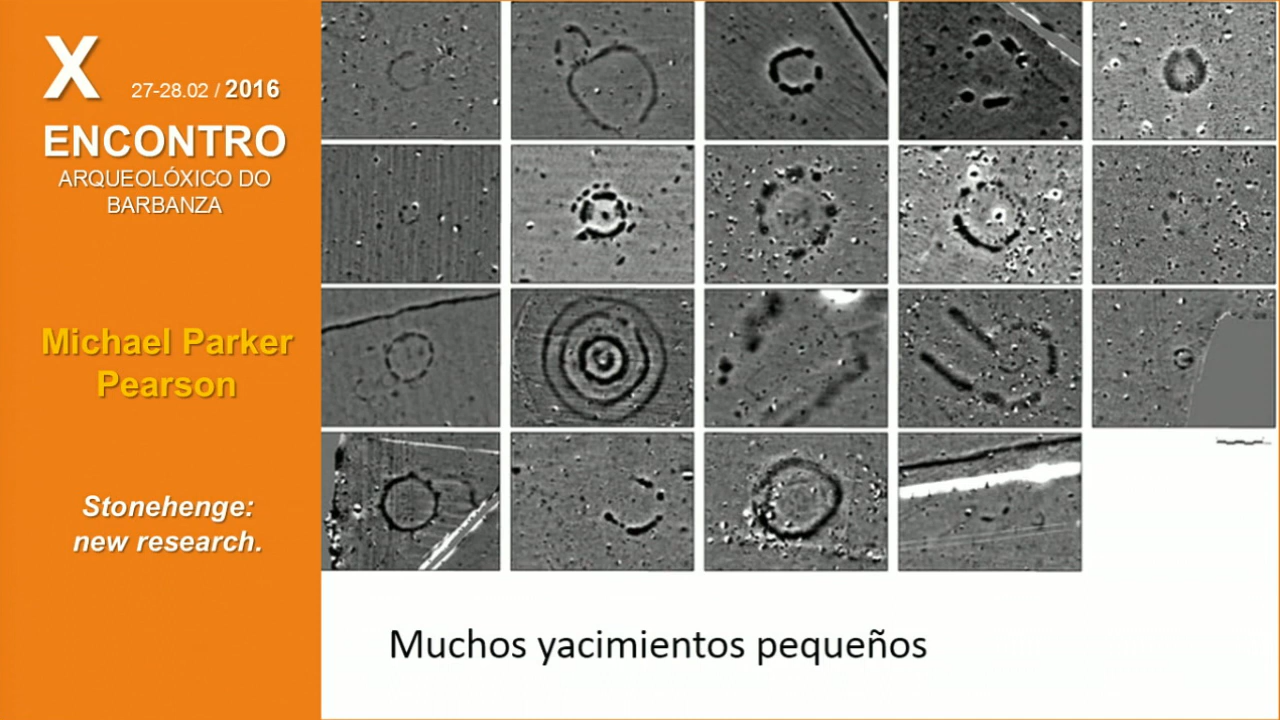 X
27-28.02 / 2016
ENCONTRO
ARQUEOLÓXICO DO
BARBANZA
Michael Parker
Pearson
Stonehenge:
new research.
Muchos yacimientos pequeños